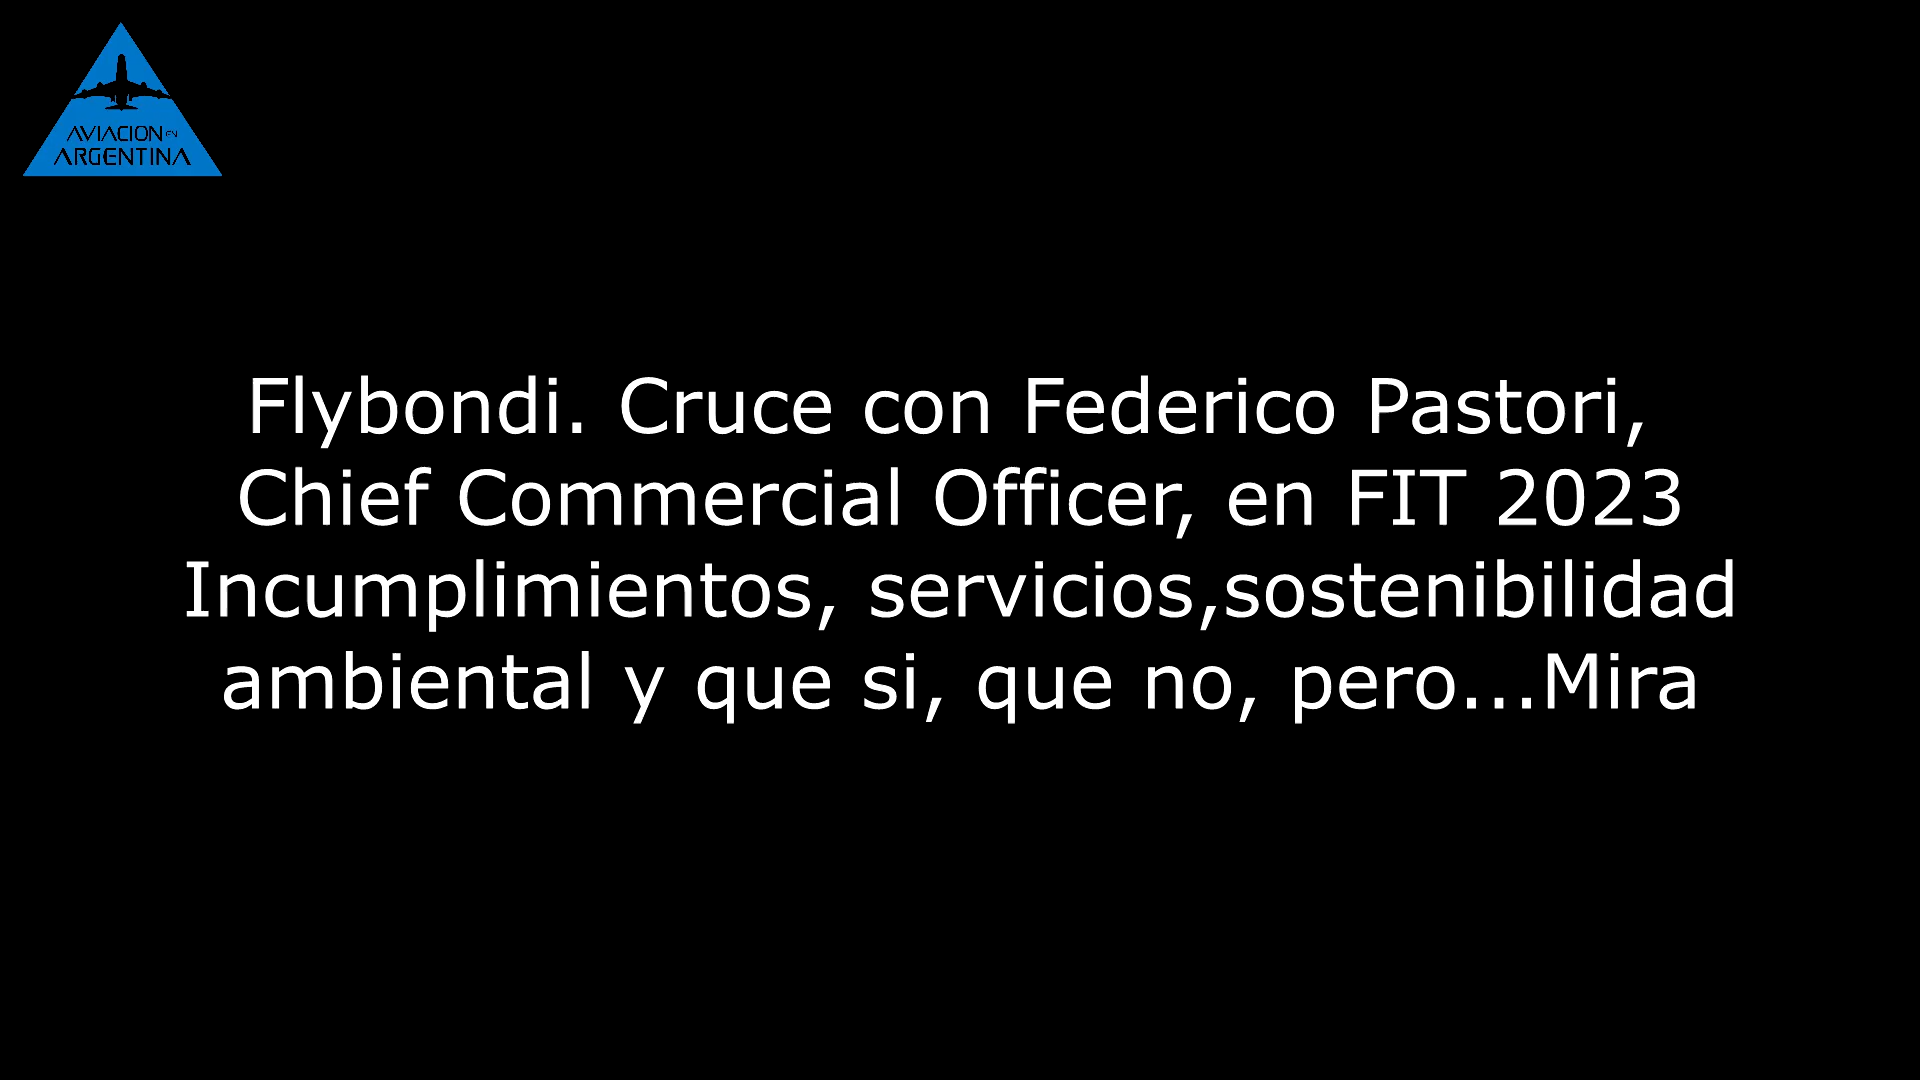 AVIACION EN
ARGENTINA
Flybondi. Cruce con Federico Pastori,
Chief Commercial Officer, en FIT 2023
Incumplimientos, servicios,sostenibilidad
ambiental y que si, que no, pero...Mira